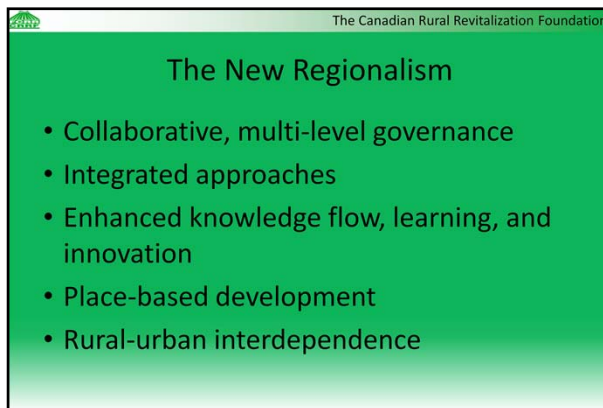 The Canadian Rural Revitalization Foundation
The New Regionalism
• Collaborative, multi-level governance
• Integrated approaches
• Enhanced knowledge flow, learning, and
innovation
• Place-based development
• Rural-urban interdependence